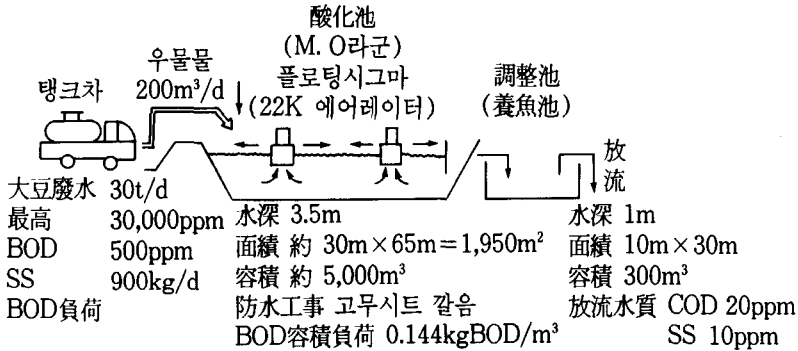 酸化池
(M. O라군)
플로팅시그마
(22K 에어레이터)
우물물
200m³/d
탱크차
調整池
(養魚池)
放
流
大豆廢水 30t/d
最高 30,000ppm
BOD 500ppm
SS 900kg/d
BOD負荷
水深 3.5m
面績 約 30m×65m=1,950m²
容積 約 5,000m³
防水工事 고무시트 깔음
BOD容積負荷 0.144kgBOD/m³
水深 1m
面績 10m×30m
容積 300m³
放流水質 COD 20ppm
SS 10ppm